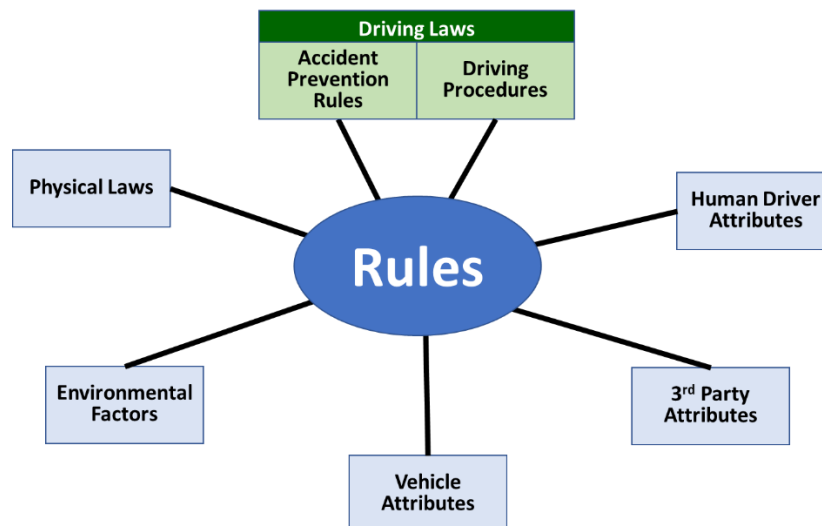 Driving Laws
Accident
Prevention
Rules
Driving
Procedures
Physical Laws
Human Driver
Attributes
Rules
Environmental
Factors
3rd Party
Attributes
Vehicle
Attributes